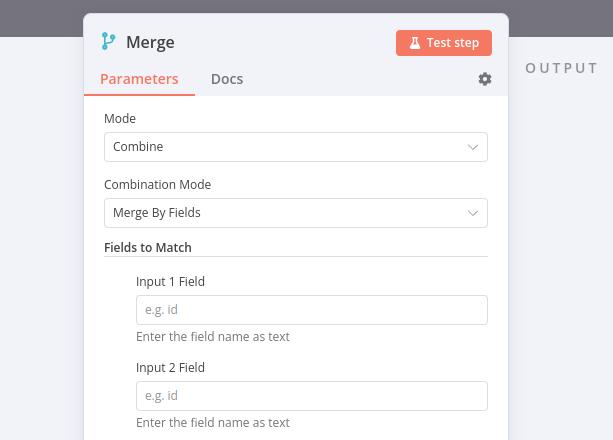 Merge
Test step
Parameters Docs
OUTPUT
Mode
Combine
Combination Mode
Merge By Fields
Fields to Match
Input 1 Field
e.g. id
Enter the field name as text
Input 2 Field
e.g. id
Enter the field name as text